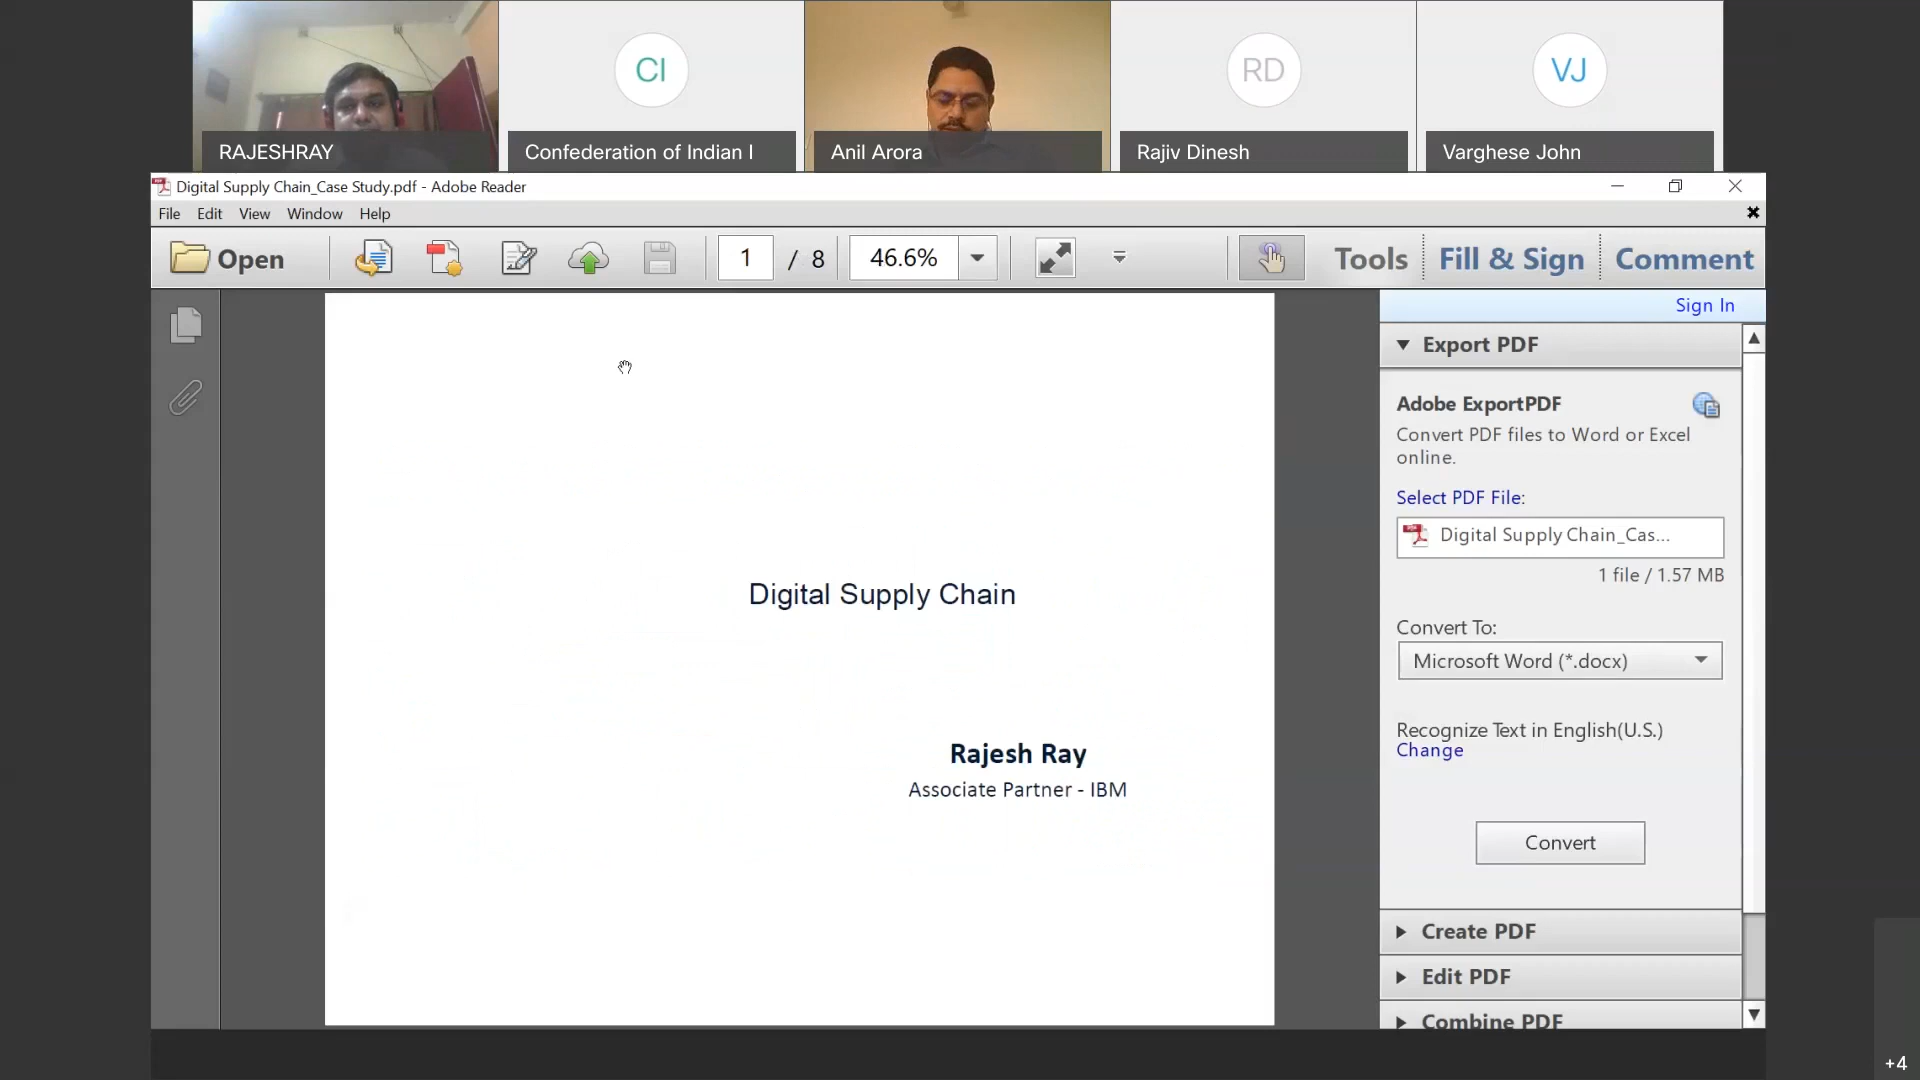 CI
RD
VJ
RAJESHRAY
Confederation of Indian I
Anil Arora
Rajiv Dinesh
Varghese John
Digital Supply Chain_Case Study.pdf - Adobe Reader
File Edit View Window Help
Open
1 / 8
46.6%
Tools
Fill & Sign
Comment
Sign In
Export PDF
Adobe ExportPDF
Convert PDF files to Word or Excel
online.
Select PDF File:
Digital Supply Chain_Cas...
1 file / 1.57 MB
Convert To:
Microsoft Word (*.docx)
Recognize Text in English(U.S.)
Change
Convert
Create PDF
Edit PDF
Combine PDF
Digital Supply Chain
Rajesh Ray
Associate Partner - IBM
+4